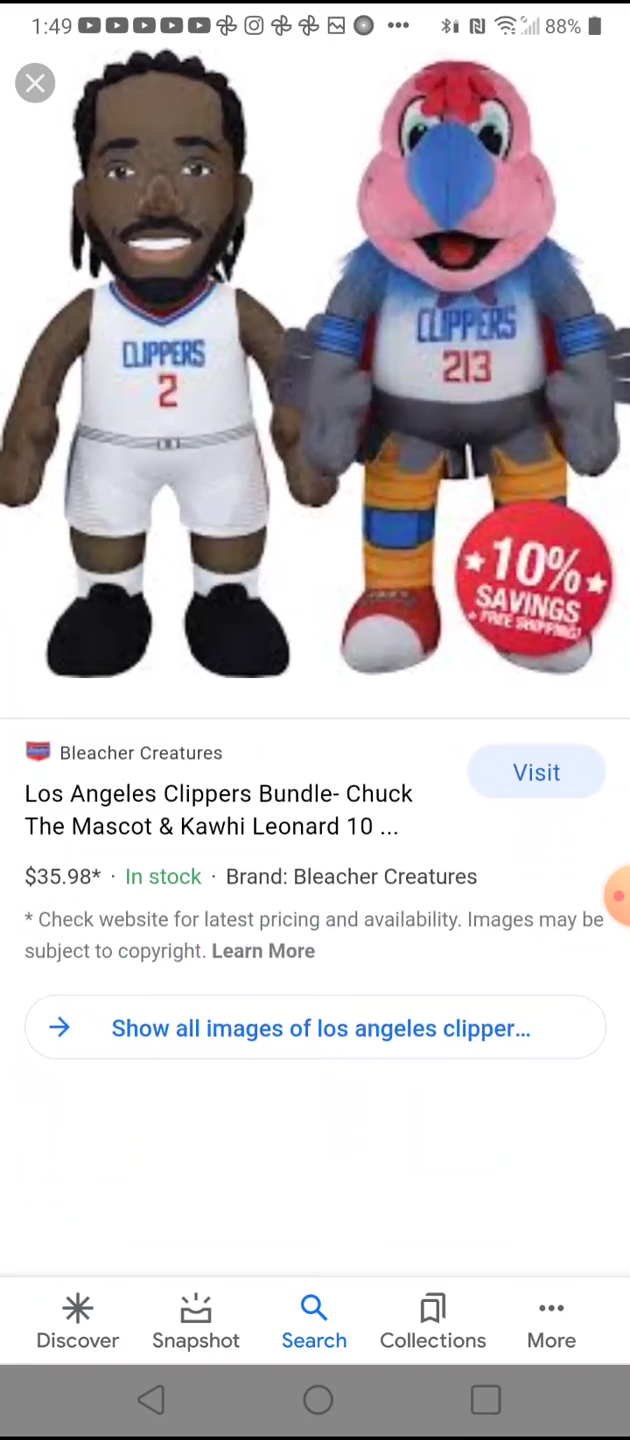 1:49
88%
CLIPPERS
2
CLIPPERS
213
10%
SAVINGS
+ FREE SHIPPING!
Bleacher Creatures
Visit
Los Angeles Clippers Bundle- Chuck
The Mascot & Kawhi Leonard 10 ...
$35.98* · In stock · Brand: Bleacher Creatures
* Check website for latest pricing and availability. Images may be
subject to copyright. Learn More
Show all images of los angeles clipper...
Discover Snapshot Search Collections More